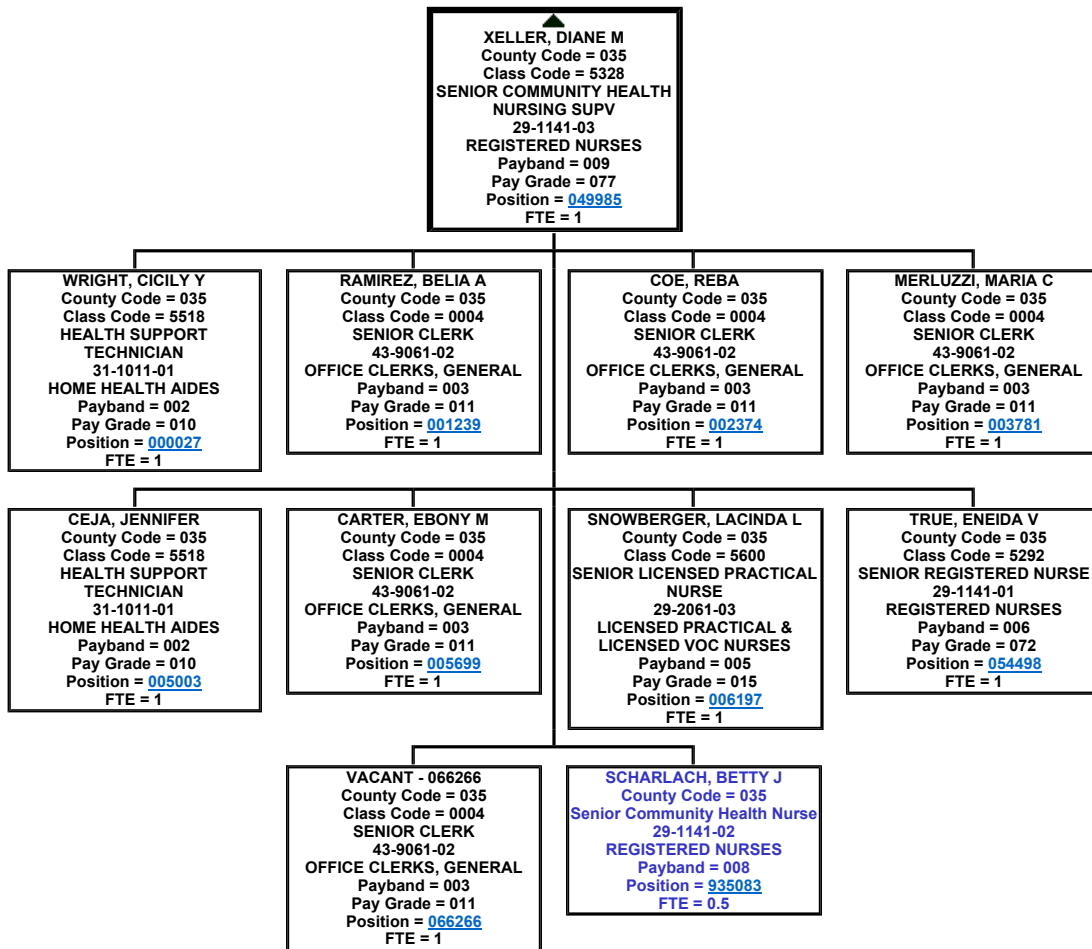 XELLER, DIANE M
County Code = 035
Class Code = 5328
SENIOR COMMUNITY HEALTH
NURSING SUPV
29-1141-03
REGISTERED NURSES
Payband = 009
Pay Grade = 077
Position = 049985
FTE = 1
WRIGHT, CICILY Y
County Code = 035
Class Code = 5518
HEALTH SUPPORT
TECHNICIAN
31-1011-01
HOME HEALTH AIDES
Payband = 002
Pay Grade = 010
Position = 000027
FTE = 1
RAMIREZ, BELIA A
County Code = 035
Class Code = 0004
SENIOR CLERK
43-9061-02
OFFICE CLERKS, GENERAL
Payband = 003
Pay Grade = 011
Position = 001239
FTE = 1
COE, REBA
County Code = 035
Class Code = 0004
SENIOR CLERK
43-9061-02
OFFICE CLERKS, GENERAL
Payband = 003
Pay Grade = 011
Position = 002374
FTE = 1
MERLUZZI, MARIA C
County Code = 035
Class Code = 0004
SENIOR CLERK
43-9061-02
OFFICE CLERKS, GENERAL
Payband = 003
Pay Grade = 011
Position = 003781
FTE = 1
CEJA, JENNIFER
County Code = 035
Class Code = 5518
HEALTH SUPPORT
TECHNICIAN
31-1011-01
HOME HEALTH AIDES
Payband = 002
Pay Grade = 010
Position = 005003
FTE = 1
CARTER, EBONY M
County Code = 035
Class Code = 0004
SENIOR CLERK
43-9061-02
OFFICE CLERKS, GENERAL
Payband = 003
Pay Grade = 011
Position = 005699
FTE = 1
SNOWBERGER, LACINDA L
County Code = 035
Class Code = 5600
SENIOR LICENSED PRACTICAL
NURSE
29-2061-03
LICENSED PRACTICAL &
LICENSED VOC NURSES
Payband = 005
Pay Grade = 015
Position = 006197
FTE = 1
TRUE, ENEIDA V
County Code = 035
Class Code = 5292
SENIOR REGISTERED NURSE
29-1141-01
REGISTERED NURSES
Payband = 006
Pay Grade = 072
Position = 054498
FTE = 1
VACANT - 066266
County Code = 035
Class Code = 0004
SENIOR CLERK
43-9061-02
OFFICE CLERKS, GENERAL
Payband = 003
Pay Grade = 011
Position = 066266
FTE = 1
SCHARLACH, BETTY J
County Code = 035
Senior Community Health Nurse
29-1141-02
REGISTERED NURSES
Payband = 008
Position = 935083
FTE = 0.5